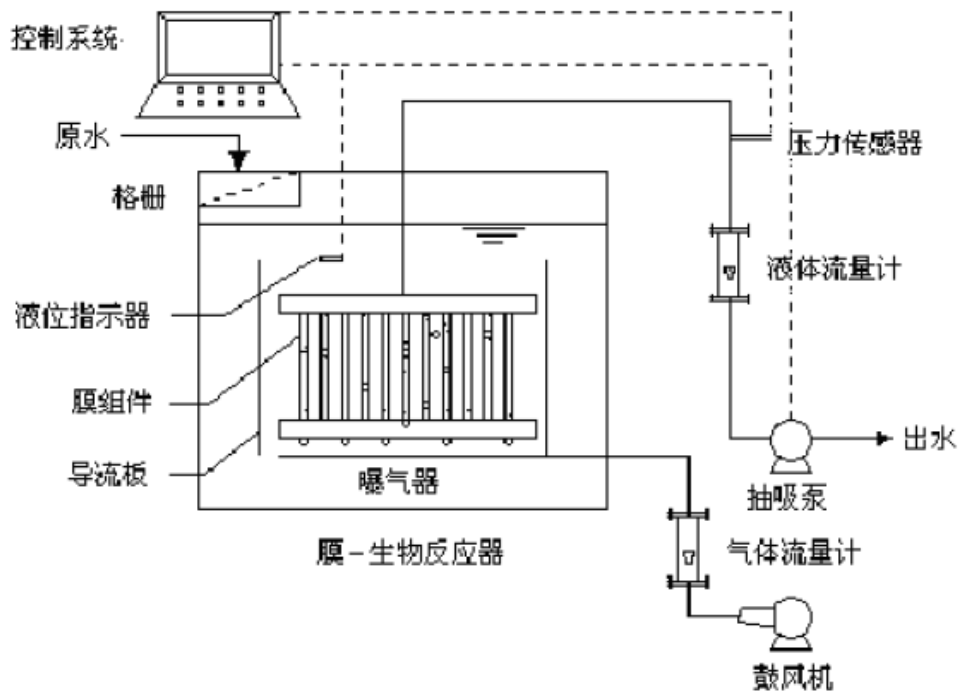 控制系统
原水
压力传感器
格栅
液体流量计
液位指示器
膜组件
出水
导流板
曝气器
抽吸泵
膜-生物反应器
气体流量计
鼓风机